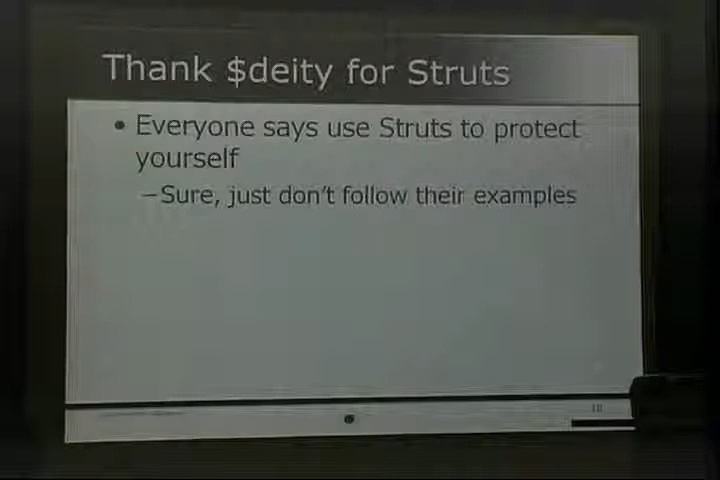 Thank $deity for Struts
• Everyone says use Struts to protect
yourself
–Sure, just don't follow their examples